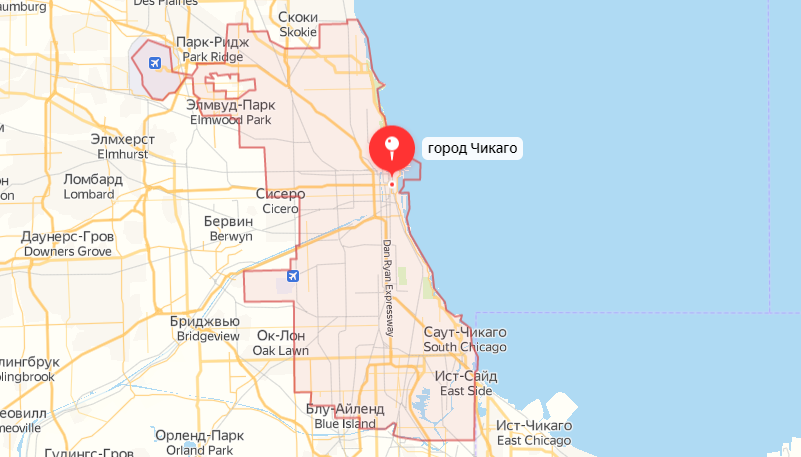 Des Plaines
aumburg
Скоки
Skokie
Парк-Ридж
Park Ridge
Элмвуд-Парк
Elmwood Park
Элмхерст
Elmhurst
город Чикаго
Ломбард
Lombard
Сисеро
Cicero
Бервин
Berwyn
Даунерс-Гров
Downers Grove
Dan Ryan Expressway
Бриджвью
Bridgeview
Ок-Лон
Oak Lawn
Саут-Чикаго
South Chicago
лингбрук
olingbrook
Ист-Сайд
East Side
Блу-Айленд
Blue Island
еовилл
meoville
Ист-Чикаго
East Chicago
Орленд-Парк
Orland Park
Гудингс-Гров